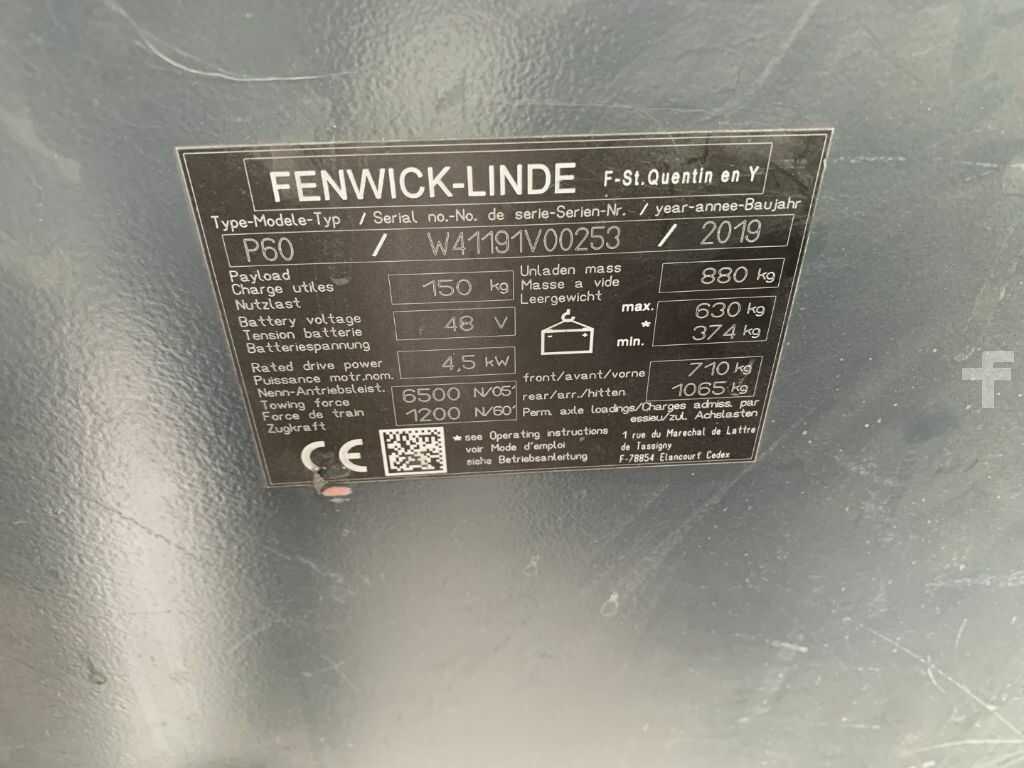 FENWICK-LINDE F-St.Quentin en Y
Type-Modele-Typ / Serial no.-No. de serie-Serien-Nr. / year-annee-Baujahr
P60 / W41191V00253 / 2019
Payload
Charge utiles
Nutzlast
150 kg
Unladen mass
Masse a vide
Leergewicht
880 kg
Battery voltage
Tension batterie
Batteriespannung
48 V
max. 630 kg
*
min. 374 kg
Rated drive power
Puissance motr.nom.
Nenn-Antriebsleist.
4,5 kW
front/avant/vorne 710 kg
rear/arr./hitten 1065 kg
Towing force
Force de train
Zugkraft
6500 N/05'
1200 N/60'
Perm. axle loadings/Charges admiss. par
essieu/zul. Achslasten
CE
* see Operating instructions
voir Mode d'emploi
siehe Betriebsanleitung
1 rue du Marechal de Lattre
de Tassigny
F-78854 Elancourt Cedex
f